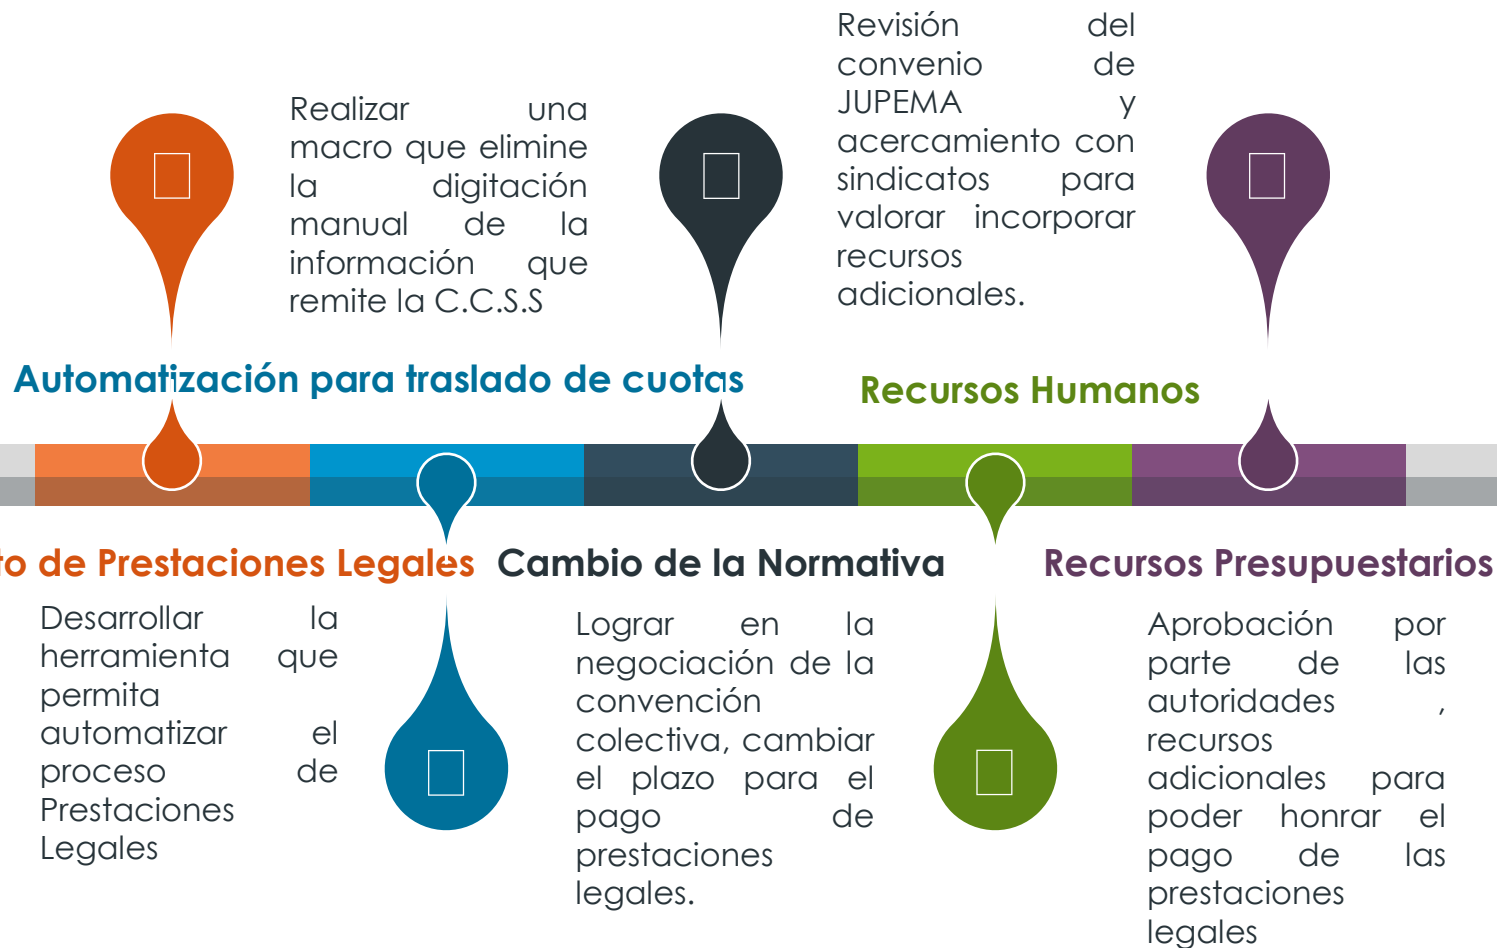 Realizar una
macro que elimine
la digitación
manual de la
información que
remite la C.C.S.S
Revisión del
convenio de
JUPEMA y
acercamiento con
sindicatos para
valorar incorporar
recursos
adicionales.
Automatización para traslado de cuotas
Recursos Humanos
to de Prestaciones Legales
Cambio de la Normativa
Recursos Presupuestarios
Desarrollar la
herramienta que
permita
automatizar el
proceso de
Prestaciones
Legales
Lograr en la
negociación de la
convención
colectiva, cambiar
el plazo para el
pago de
prestaciones
legales.
Aprobación por
parte de las
autoridades ,
recursos
adicionales para
poder honrar el
pago de las
prestaciones
legales